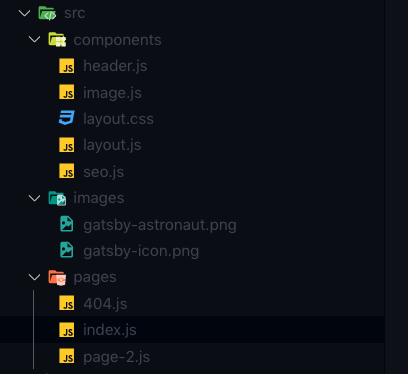 src
components
header.js
image.js
layout.css
layout.js
seo.js
images
gatsby-astronaut.png
gatsby-icon.png
pages
404.js
index.js
page-2.js